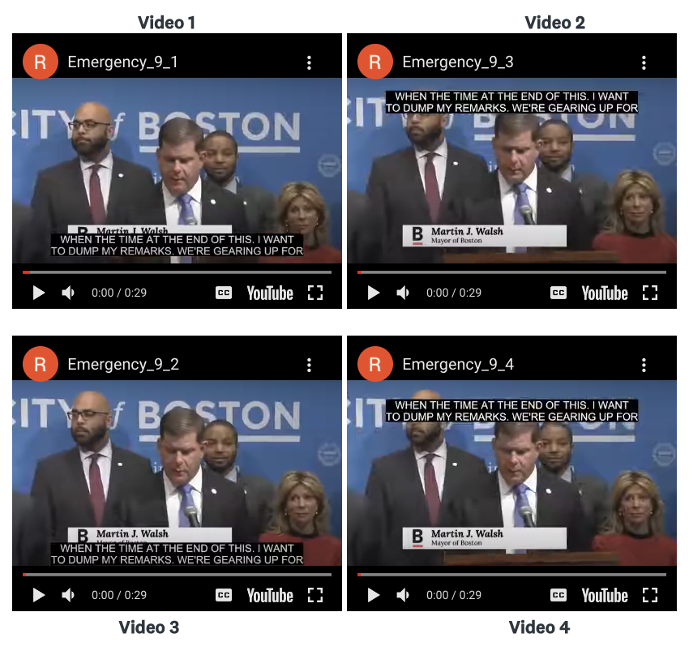 Video 1
Video 2
R Emergency_9_1
CITY of BOSTON
B Martin J. Walsh
WHEN THE TIME AT THE END OF THIS. I WANT
TO DUMP MY REMARKS. WE'RE GEARING UP FOR
0:00 / 0:29 CC YouTube
R Emergency_9_3
WHEN THE TIME AT THE END OF THIS. I WANT
TO DUMP MY REMARKS. WE'RE GEARING UP FOR
B Martin J. Walsh
Mayor of Boston
0:00 / 0:29 CC YouTube
R Emergency_9_2
CITY of BOSTON
B Martin J. Walsh
WHEN THE TIME AT THE END OF THIS. I WANT
TO DUMP MY REMARKS. WE'RE GEARING UP FOR
0:00 / 0:29 CC YouTube
R Emergency_9_4
WHEN THE TIME AT THE END OF THIS. I WANT
TO DUMP MY REMARKS. WE'RE GEARING UP FOR
B Martin J. Walsh
Mayor of Boston
0:00 / 0:29 CC YouTube
Video 3
Video 4